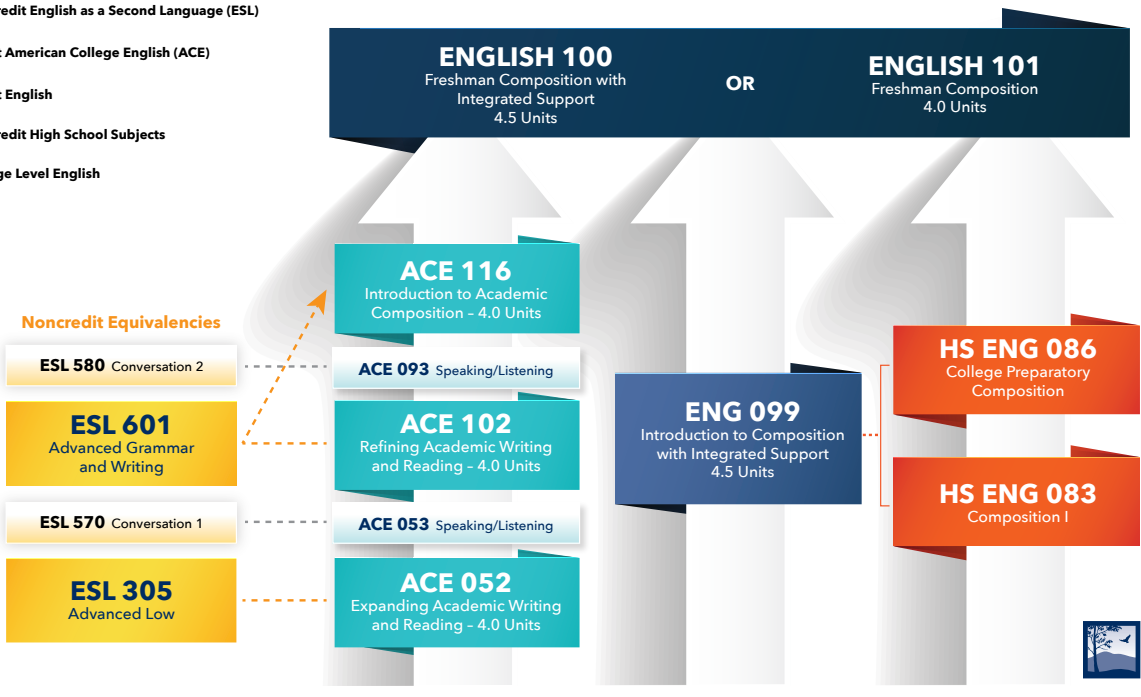 redit English as a Second Language (ESL)
t American College English (ACE)
t English
redit High School Subjects
ge Level English
ENGLISH 100
Freshman Composition with
Integrated Support
4.5 Units
OR
ENGLISH 101
Freshman Composition
4.0 Units
ACE 116
Introduction to Academic
Composition – 4.0 Units
Noncredit Equivalencies
ESL 580 Conversation 2
ACE 093 Speaking/Listening
ESL 601
Advanced Grammar
and Writing
ACE 102
Refining Academic Writing
and Reading – 4.0 Units
ESL 570 Conversation 1
ACE 053 Speaking/Listening
ESL 305
Advanced Low
ACE 052
Expanding Academic Writing
and Reading – 4.0 Units
ENG 099
Introduction to Composition
with Integrated Support
4.5 Units
HS ENG 086
College Preparatory
Composition
HS ENG 083
Composition I